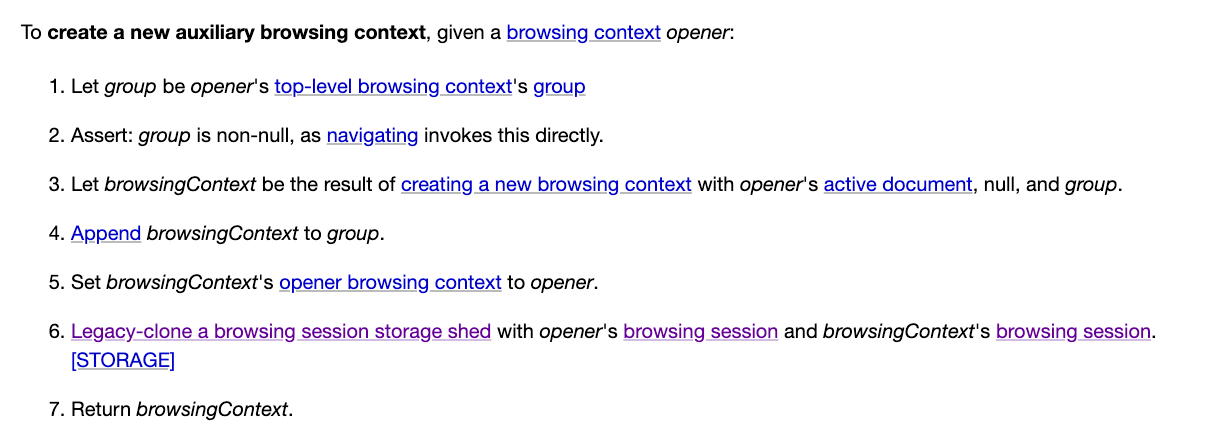 To create a new auxiliary browsing context, given a browsing context opener:
1. Let group be opener's top-level browsing context's group
2. Assert: group is non-null, as navigating invokes this directly.
3. Let browsingContext be the result of creating a new browsing context with opener's active document, null, and group.
4. Append browsingContext to group.
5. Set browsingContext's opener browsing context to opener.
6. Legacy-clone a browsing session storage shed with opener's browsing session and browsingContext's browsing session.
[STORAGE]
7. Return browsingContext.